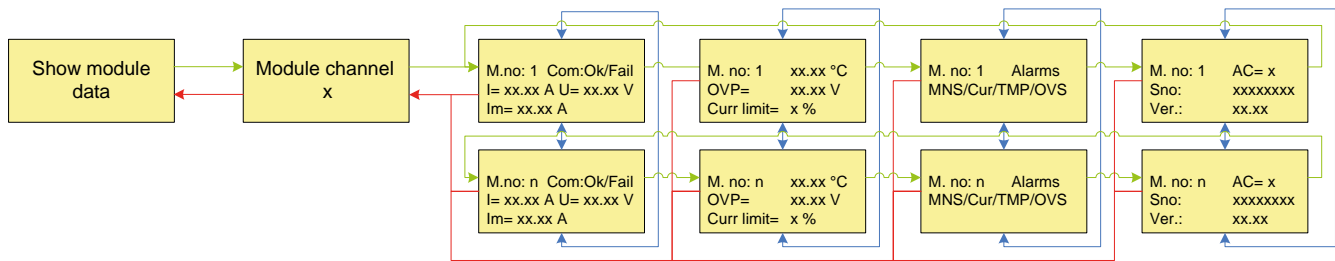 Show module
data
Module channel
x
M.no: 1 Com:Ok/Fail
I= xx.xx A U= xx.xx V
Im= xx.xx A
M. no: 1 xx.xx °C
OVP= xx.xx V
Curr limit= x %
M. no: 1 Alarms
MNS/Cur/TMP/OVS
M. no: 1 AC= x
Sno: xxxxxxxx
Ver.: xx.xx
M.no: n Com:Ok/Fail
I= xx.xx A U= xx.xx V
Im= xx.xx A
M. no: n xx.xx °C
OVP= xx.xx V
Curr limit= x %
M. no: n Alarms
MNS/Cur/TMP/OVS
M. no: n AC= x
Sno: xxxxxxxx
Ver.: xx.xx